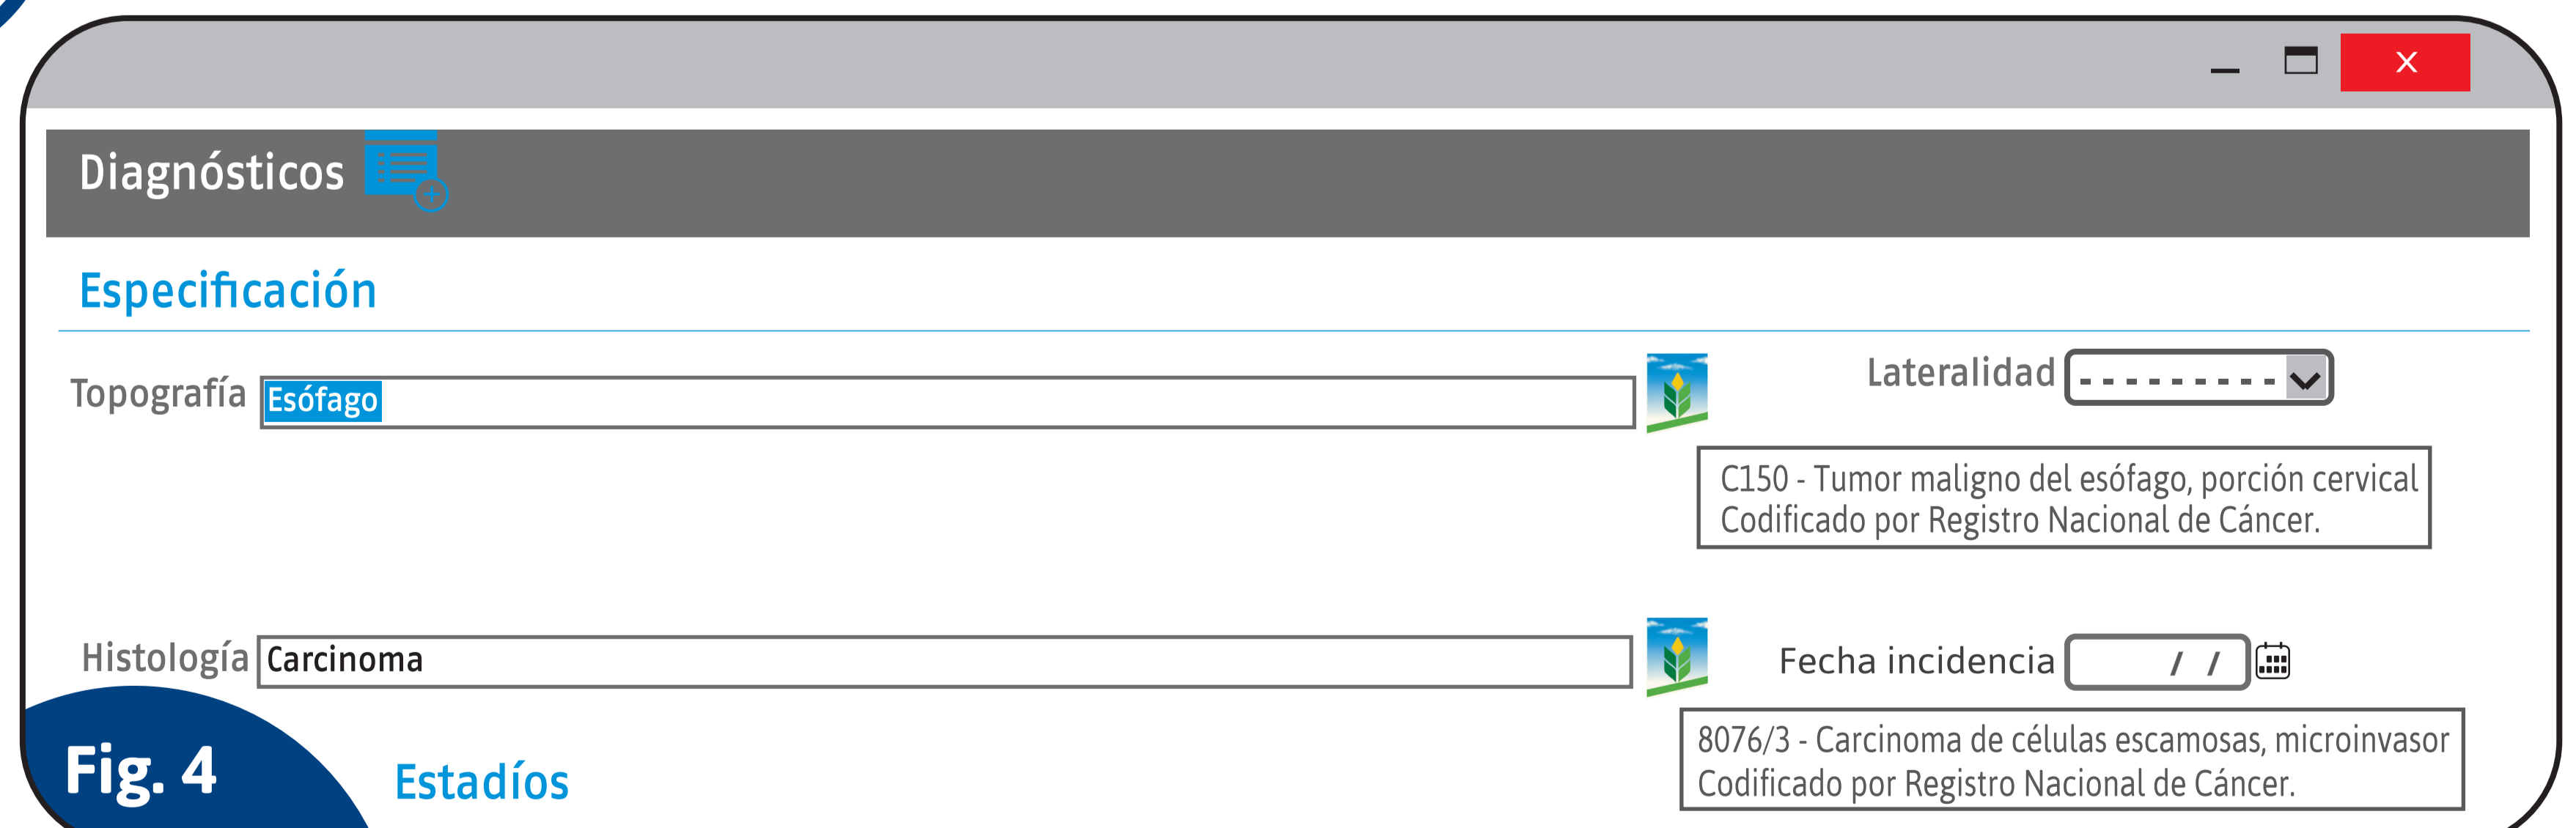 X
Diagnósticos
Especificación
Topografía Esófago
Lateralidad ---------
C150 - Tumor maligno del esófago, porción cervical
Codificado por Registro Nacional de Cáncer.
Histología Carcinoma
Fecha incidencia / /
8076/3 - Carcinoma de células escamosas, microinvasor
Codificado por Registro Nacional de Cáncer.
Fig. 4
Estadíos